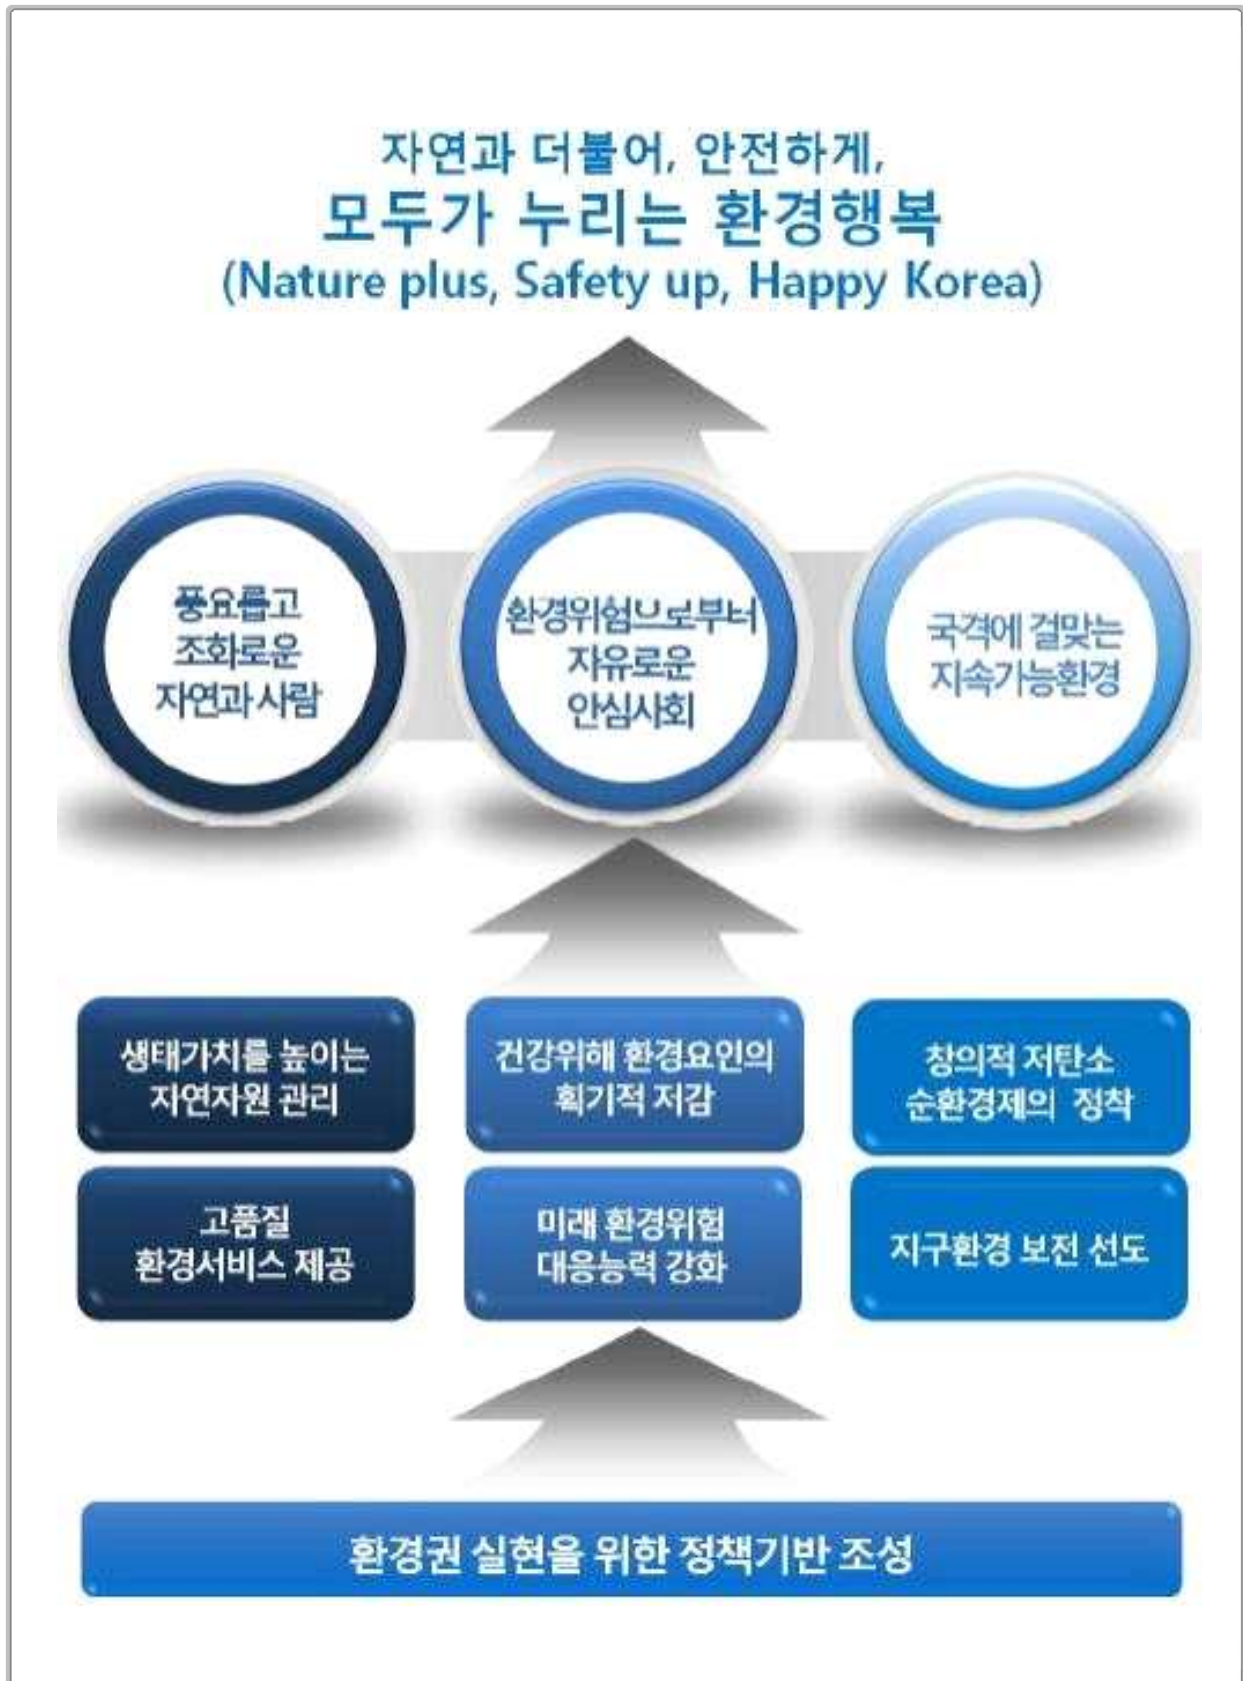 자연과 더불어, 안전하게,
모두가 누리는 환경행복
(Nature plus, Safety up, Happy Korea)
풍요롭고
조화로운
자연과 사람
환경위험으로부터
자유로운
안심사회
국격에 걸맞는
지속가능환경
생태가치를 높이는
자연자원 관리
건강위해 환경요인의
획기적 저감
창의적 저탄소
순환경제의 정착
고품질
환경서비스 제공
미래 환경위험
대응능력 강화
지구환경 보전 선도
환경권 실현을 위한 정책기반 조성